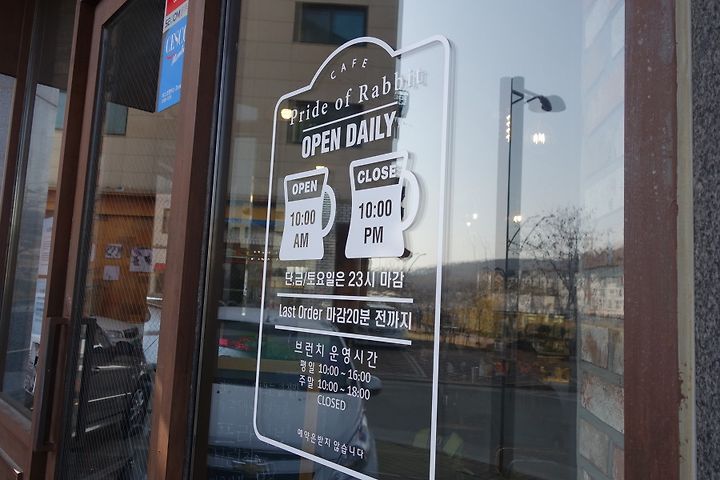 CESCO
CAFE
Pride of Rabbit
OPEN DAILY
OPEN
10:00
AM
CLOSE
10:00
PM
단금/토요일은 23시 마감
Last Order 마감20분 전까지
브런치 운영시간
평일 10:00 ~ 16:00
주말 10:00 ~ 18:00
CLOSED
예약은받지 않습니다